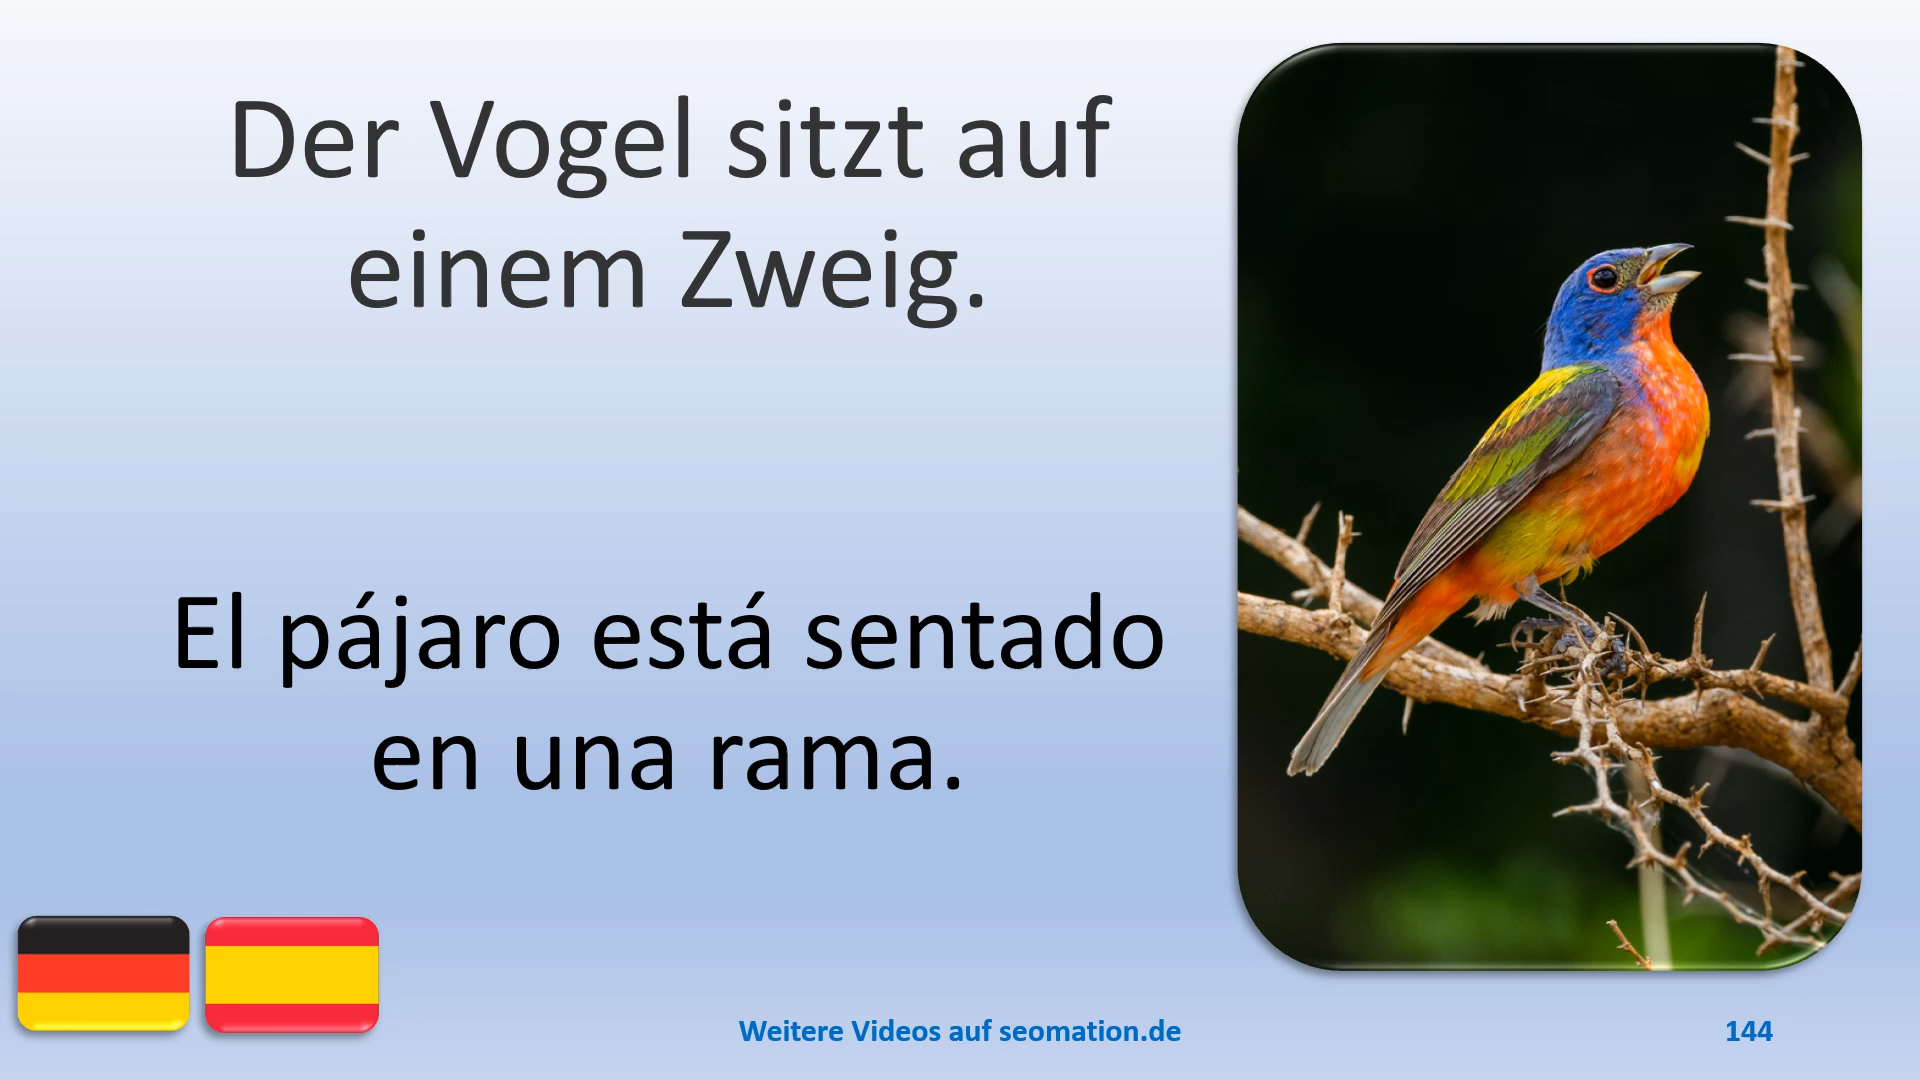 Der Vogel sitzt auf
einem Zweig.
El pájaro está sentado
en una rama.
Weitere Videos auf seomation.de
144